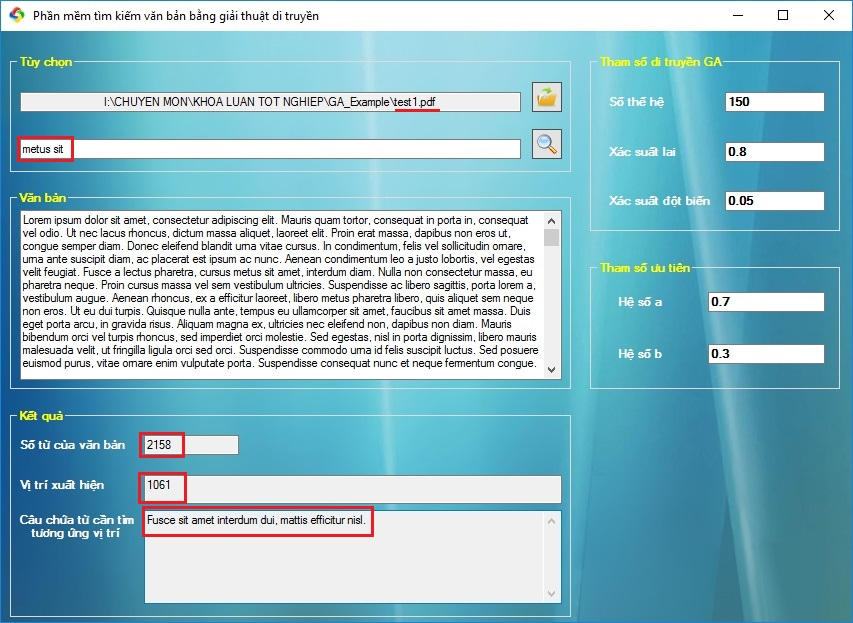 Phần mềm tìm kiếm văn bản bằng giải thuật di truyền
Tùy chọn
I:\CHUYEN MON\KHOA LUAN TOT NGHIEP\GA_Example\test1.pdf
metus sit
Văn bản
Lorem ipsum dolor sit amet, consectetur adipiscing elit. Mauris quam tortor, consequat in porta in, consequat
vel odio. Ut nec lacus rhoncus, dictum massa aliquet, laoreet elit. Proin erat massa, dapibus non eros ut,
congue semper diam. Donec eleifend blandit urna vitae cursus. In condimentum, felis vel sollicitudin ornare,
urna ante suscipit diam, ac placerat est ipsum ac nunc. Aenean condimentum leo a justo lobortis, vel egestas
velit feugiat. Fusce a lectus pharetra, cursus metus sit amet, interdum diam. Nulla non consectetur massa, eu
pharetra neque. Proin cursus massa vel sem vestibulum ultricies. Suspendisse ac libero sagittis, porta lorem a,
vestibulum augue. Aenean rhoncus, ex a efficitur laoreet, libero metus pharetra libero, quis aliquet sem neque
non eros. Ut eu dui turpis. Quisque nulla ante, tempus eu ullamcorper sit amet, faucibus sit amet massa. Duis
eget porta arcu, in gravida risus. Aliquam magna ex, ultricies nec eleifend non, dapibus non diam. Mauris
bibendum orci vel turpis rhoncus, sed imperdiet orci molestie. Sed egestas, nisl in porta dignissim, libero mauris
malesuada velit, ut fringilla ligula orci sed orci. Suspendisse commodo urna id felis suscipit luctus. Sed posuere
euismod purus, vitae ornare enim vulputate porta. Suspendisse consequat nunc et neque fermentum congue.
Kết quả
Số từ của văn bản 2158
Vị trí xuất hiện 1061
Câu chứa từ cần tìm
tương ứng vị trí
Fusce sit amet interdum dui, mattis efficitur nisl.
Tham số di truyền GA
Số thế hệ 150
Xác suất lai 0.8
Xác suất đột biến 0.05
Tham số ưu tiên
Hệ số a 0.7
Hệ số b 0.3